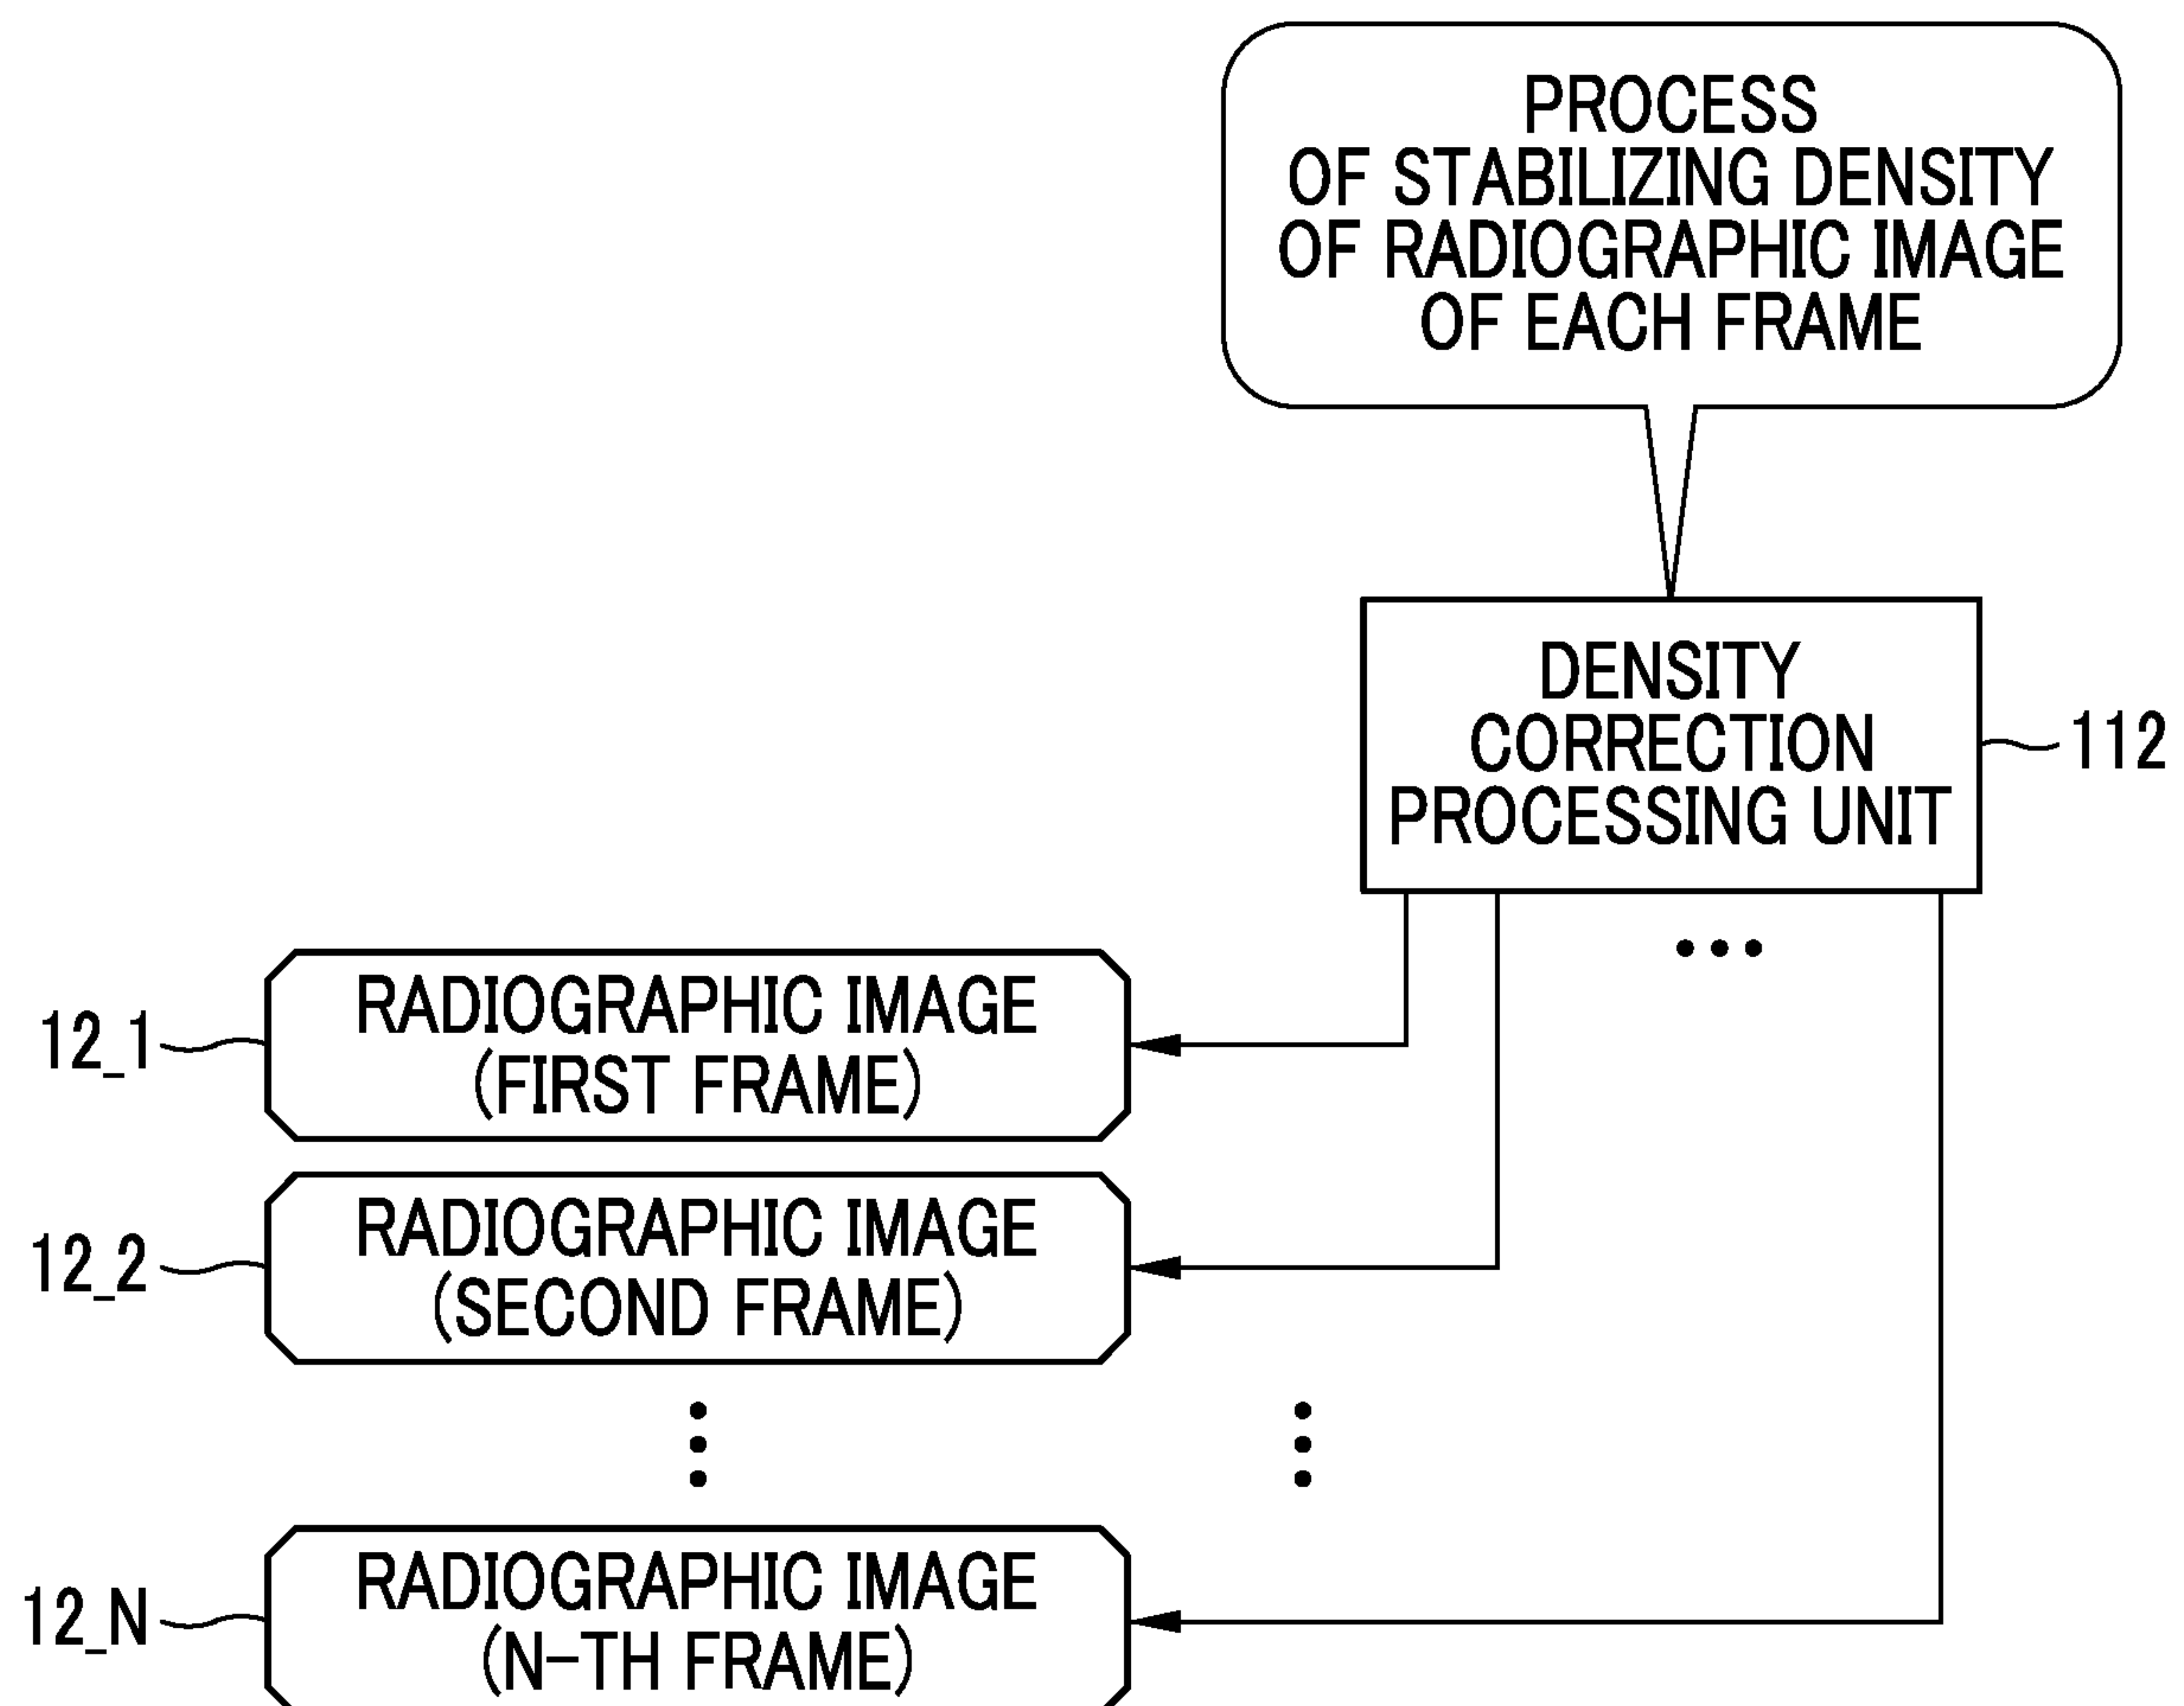 PROCESS
OF STABILIZING DENSITY
OF RADIOGRAPHIC IMAGE
OF EACH FRAME
DENSITY
CORRECTION
PROCESSING UNIT
112
12_1
RADIOGRAPHIC IMAGE
(FIRST FRAME)
12_2
RADIOGRAPHIC IMAGE
(SECOND FRAME)
12_N
RADIOGRAPHIC IMAGE
(N-TH FRAME)